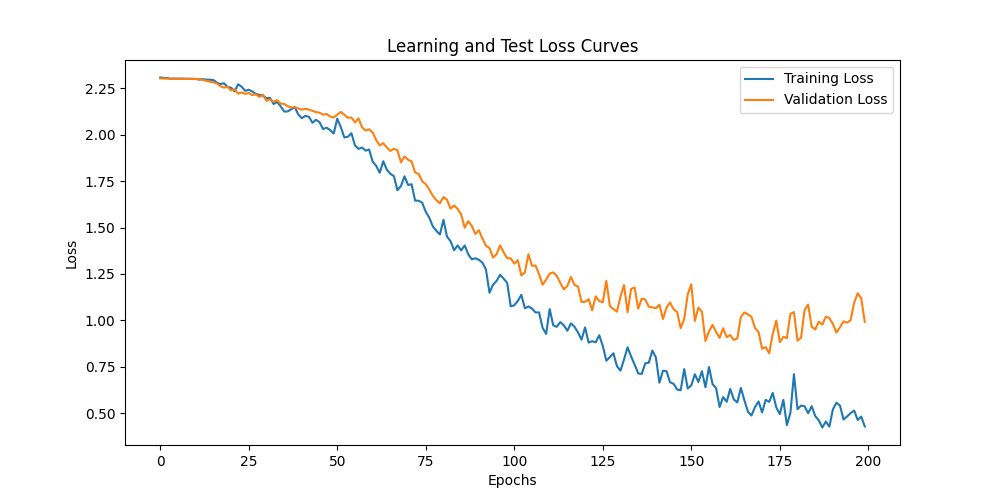 Learning and Test Loss Curves
Training Loss
Validation Loss
2.25
2.00
1.75
1.50
1.25
1.00
0.75
0.50
Loss
0 25 50 75 100 125 150 175 200
Epochs